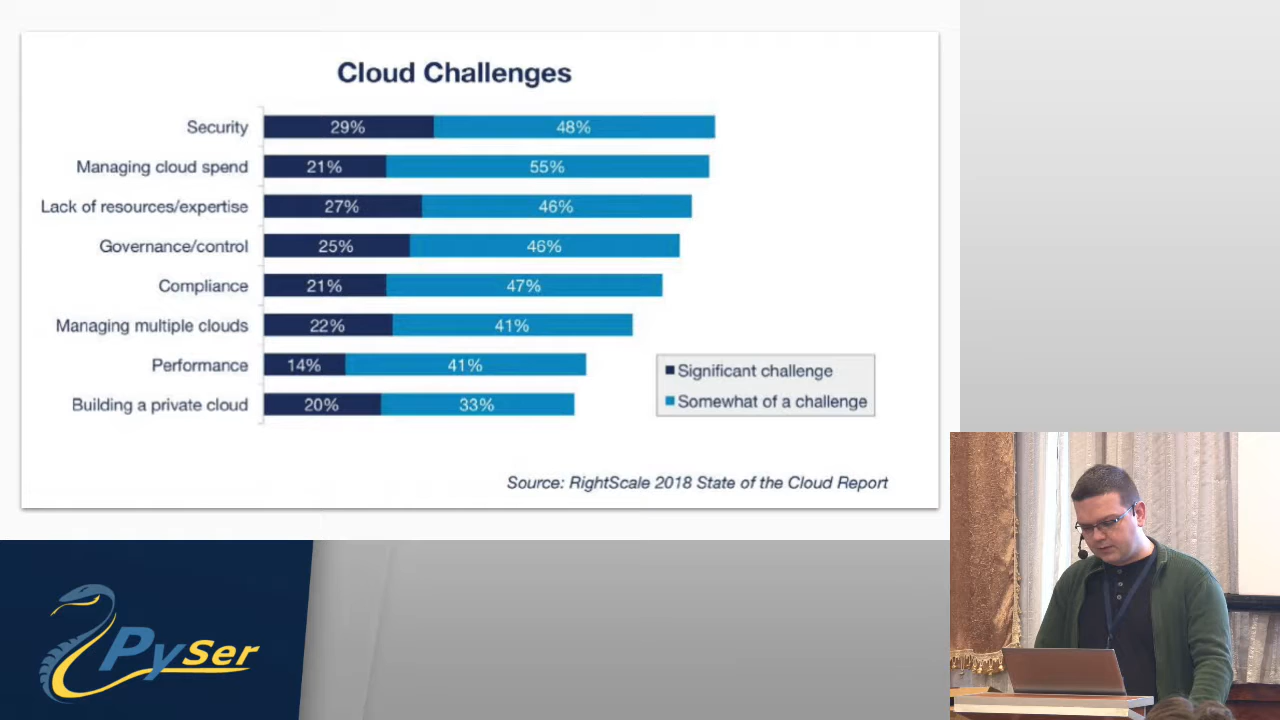 Cloud Challenges
Security 29% 48%
Managing cloud spend 21% 55%
Lack of resources/expertise 27% 46%
Governance/control 25% 46%
Compliance 21% 47%
Managing multiple clouds 22% 41%
Performance 14% 41%
Building a private cloud 20% 33%
Significant challenge
Somewhat of a challenge
Source: RightScale 2018 State of the Cloud Report
PySer